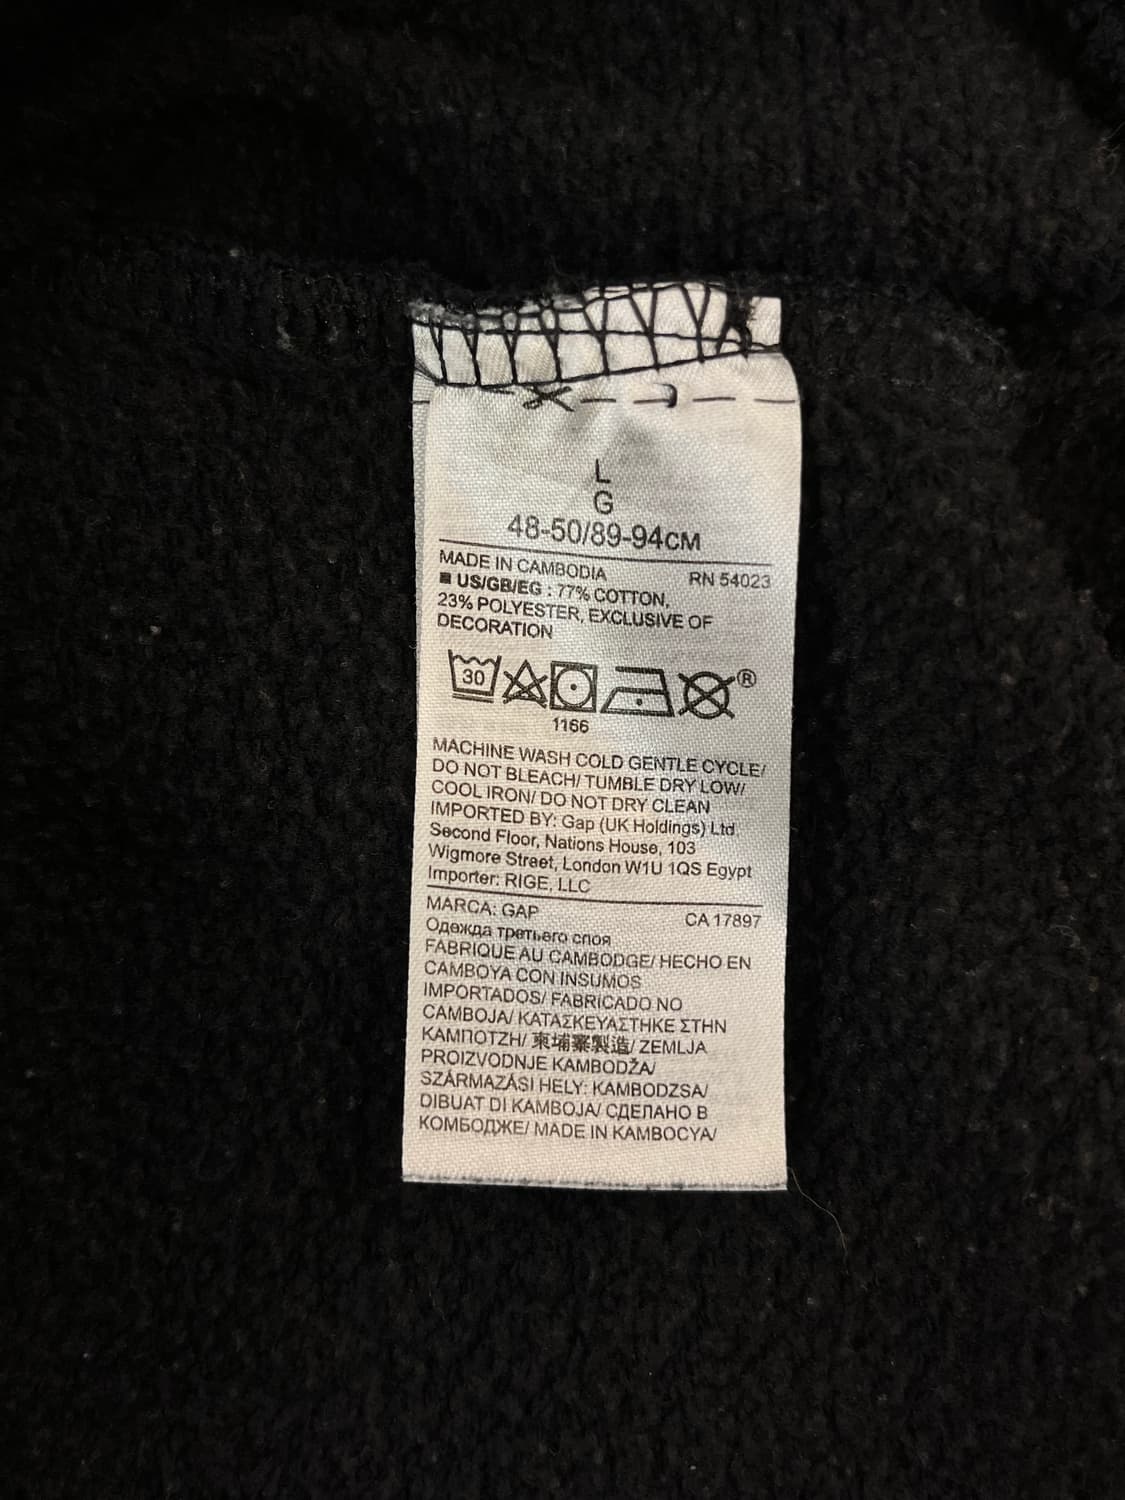 L
G
48-50/89-94CM
MADE IN CAMBODIA RN 54023
■ US/GB/EG : 77% COTTON,
23% POLYESTER, EXCLUSIVE OF
DECORATION
30
®
1166
MACHINE WASH COLD GENTLE CYCLE/
DO NOT BLEACH/ TUMBLE DRY LOW/
COOL IRON/ DO NOT DRY CLEAN
IMPORTED BY: Gap (UK Holdings) Ltd.
Second Floor, Nations House, 103
Wigmore Street, London W1U 1QS Egypt
Importer: RIGE, LLC
MARCA: GAP CA 17897
Одежда третьего слоя
FABRIQUE AU CAMBODGE/ HECHO EN
CAMBOYA CON INSUMOS
IMPORTADOS/ FABRICADO NO
CAMBOJA/ ΚΑΤΑΣΚΕΥΑΣΤΗΚΕ ΣΤΗΝ
ΚΑΜΠΟΤΖΗ/ 柬埔寨製造/ ZEMLJA
PROIZVODNJE KAMBODŽA/
SZÁRMAZÁSI HELY: KAMBODZSA/
DIBUAT DI KAMBOJA/ СДЕЛАНО В
КОМБОДЖЕ/ MADE IN KAMBOCYA/